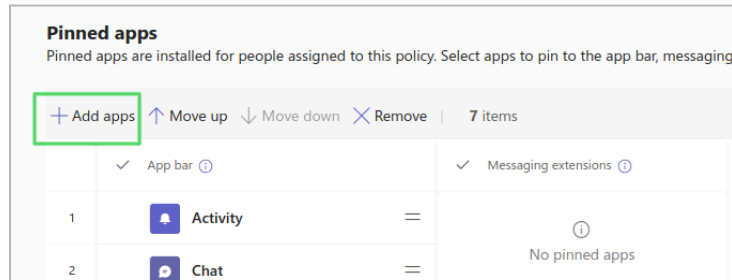 Pinned apps
Pinned apps are installed for people assigned to this policy. Select apps to pin to the app bar, messaging
Add apps Move up Move down Remove 7 items
App bar Messaging extensions
1 Activity
No pinned apps
2 Chat